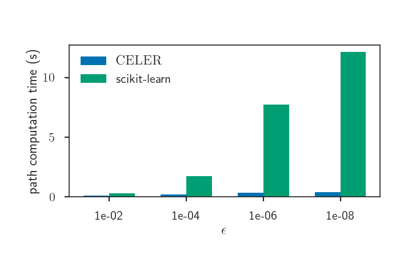 path computation time (s)
10
5
0
CELER
scikit-learn
1e-02 1e-04 1e-06 1e-08
ϵ